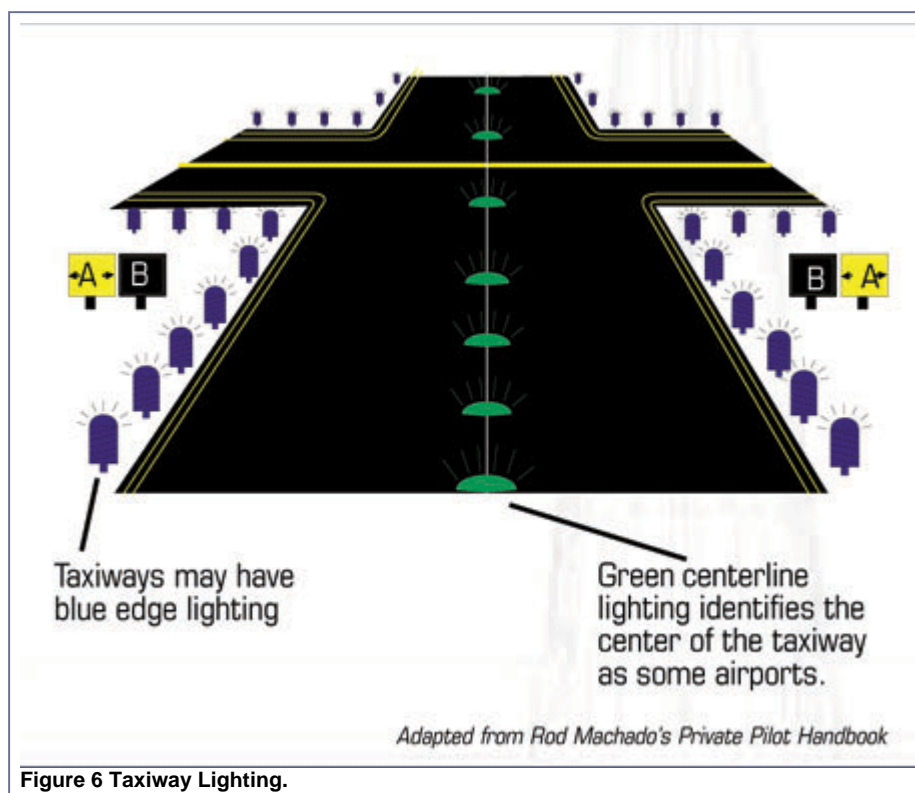 A B
B A
Taxiways may have
blue edge lighting
Green centerline
lighting identifies the
center of the taxiway
as some airports.
Adapted from Rod Machado's Private Pilot Handbook
Figure 6 Taxiway Lighting.